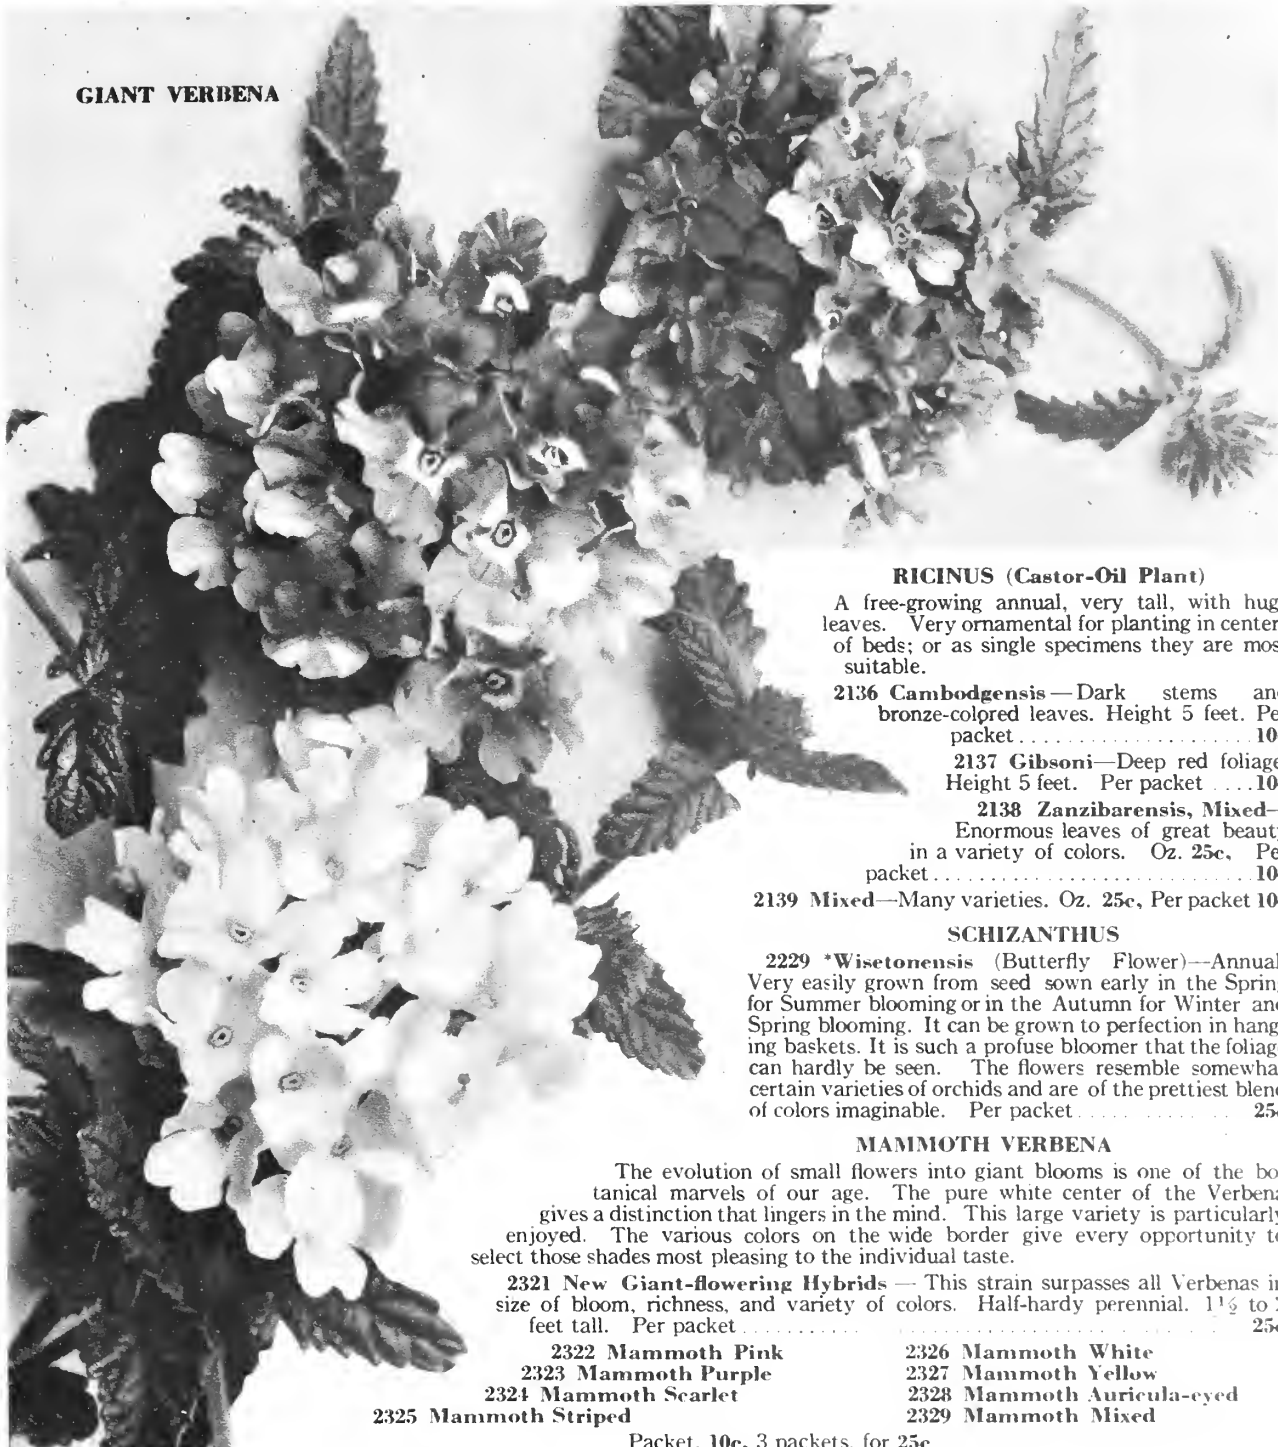 GIANT VERBENA
RICINUS (Castor-Oil Plant)
A free-growing annual, very tall, with hug
leaves. Very ornamental for planting in center
of beds; or as single specimens they are mos
suitable.
2136 Cambodgensis—Dark stems an
bronze-colored leaves. Height 5 feet. Pe
packet.................10
2137 Gibsoni—Deep red foliage
Height 5 feet. Per packet ....10
2138 Zanzibarensis, Mixed—
Enormous leaves of great beaut
in a variety of colors. Oz. 25c, Pe
packet.........................10
2139 Mixed—Many varieties. Oz. 25c, Per packet 10
SCHIZANTHUS
2229 *Wisetonensis (Butterfly Flower)—Annual
Very easily grown from seed sown early in the Spring
for Summer blooming or in the Autumn for Winter and
Spring blooming. It can be grown to perfection in hang-
ing baskets. It is such a profuse bloomer that the foliag
can hardly be seen. The flowers resemble somewha
certain varieties of orchids and are of the prettiest blend
of colors imaginable. Per packet............. 25c
MAMMOTH VERBENA
The evolution of small flowers into giant blooms is one of the bo-
tanical marvels of our age. The pure white center of the Verbena
gives a distinction that lingers in the mind. This large variety is particularly
enjoyed. The various colors on the wide border give every opportunity to
select those shades most pleasing to the individual taste.
2321 New Giant-flowering Hybrids — This strain surpasses all Verbenas in
size of bloom, richness, and variety of colors. Half-hardy perennial. 1½ to 2
feet tall. Per packet............................ 25c
2322 Mammoth Pink 2326 Mammoth White
2323 Mammoth Purple 2327 Mammoth Yellow
2324 Mammoth Scarlet 2328 Mammoth Auricula-eyed
2325 Mammoth Striped 2329 Mammoth Mixed
Packet, 10c, 3 packets, for 25c